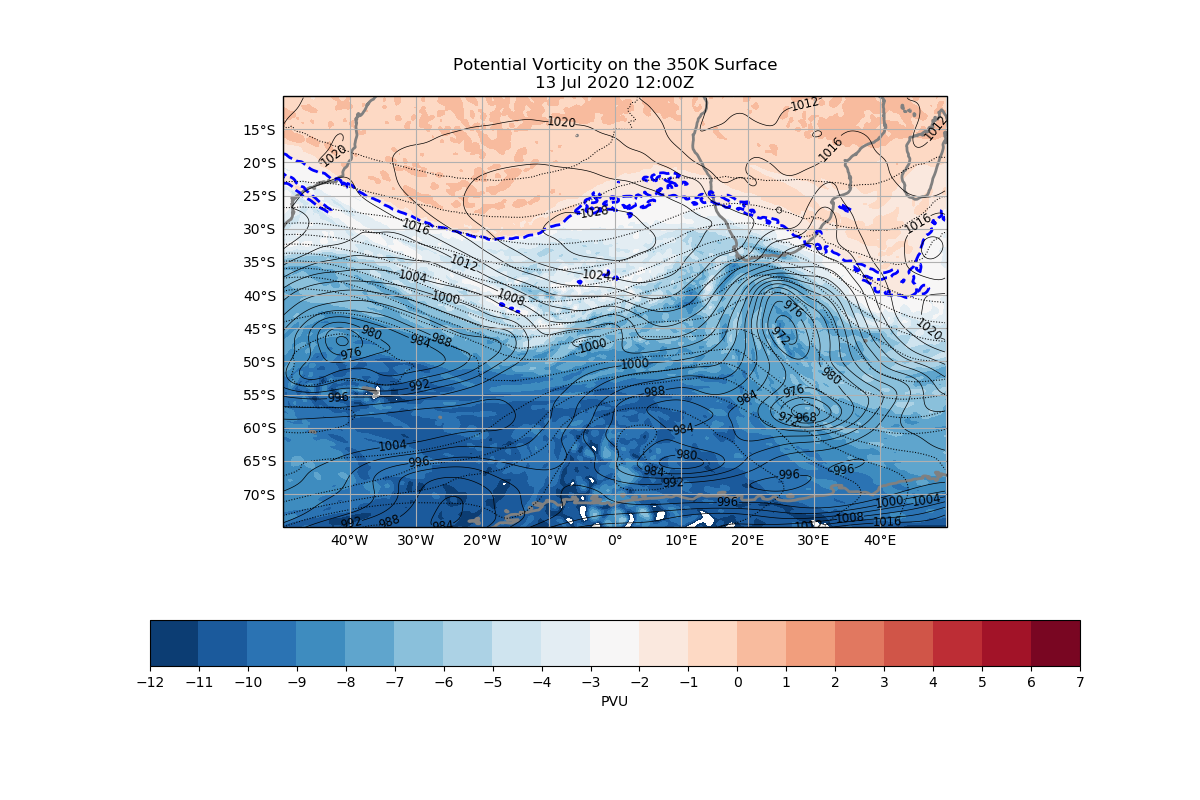 Potential Vorticity on the 350K Surface
13 Jul 2020 12:00Z
1012
1020
1012
1016
1020
15°S
20°S
25°S
30°S
35°S
40°S
45°S
50°S
55°S
60°S
65°S
70°S
1020
1016
1016
1012
1024
1004
1000
1008
976
1020
980
984
988
972
976
1000
1000
980
992
988
976
996
984
972
968
984
1004
980
996
984
996
996
992
996
1000
1004
992
988
984
1008
1016
40°W
30°W
20°W
10°W
0°
10°E
20°E
30°E
40°E
−12
−11
−10
−9
−8
−7
−6
−5
−4
−3
−2
−1
0
1
2
3
4
5
6
7
PVU